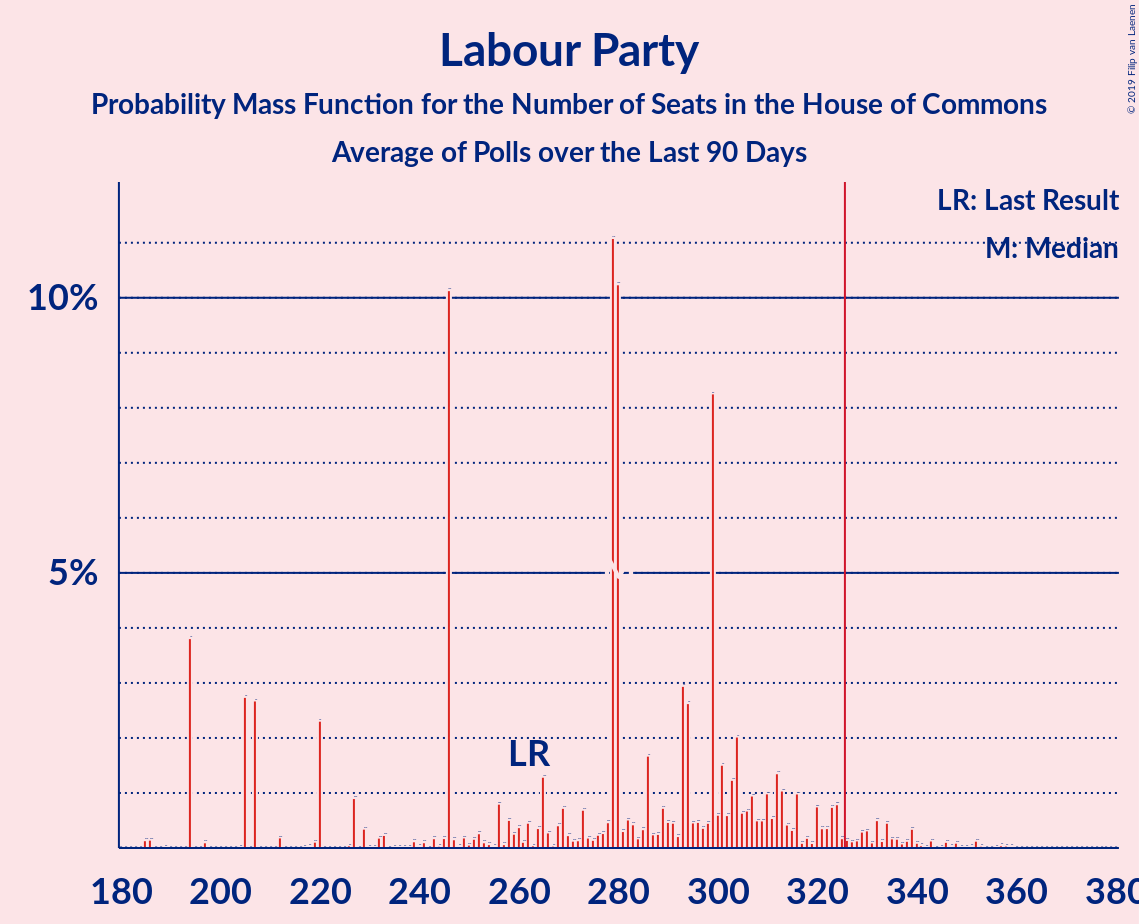 Labour Party
Probability Mass Function for the Number of Seats in the House of Commons
Average of Polls over the Last 90 Days
© 2019 Filip van Laenen
LR: Last Result
M: Median
10%
5%
M
LR
180 200 220 240 260 280 300 320 340 360 380